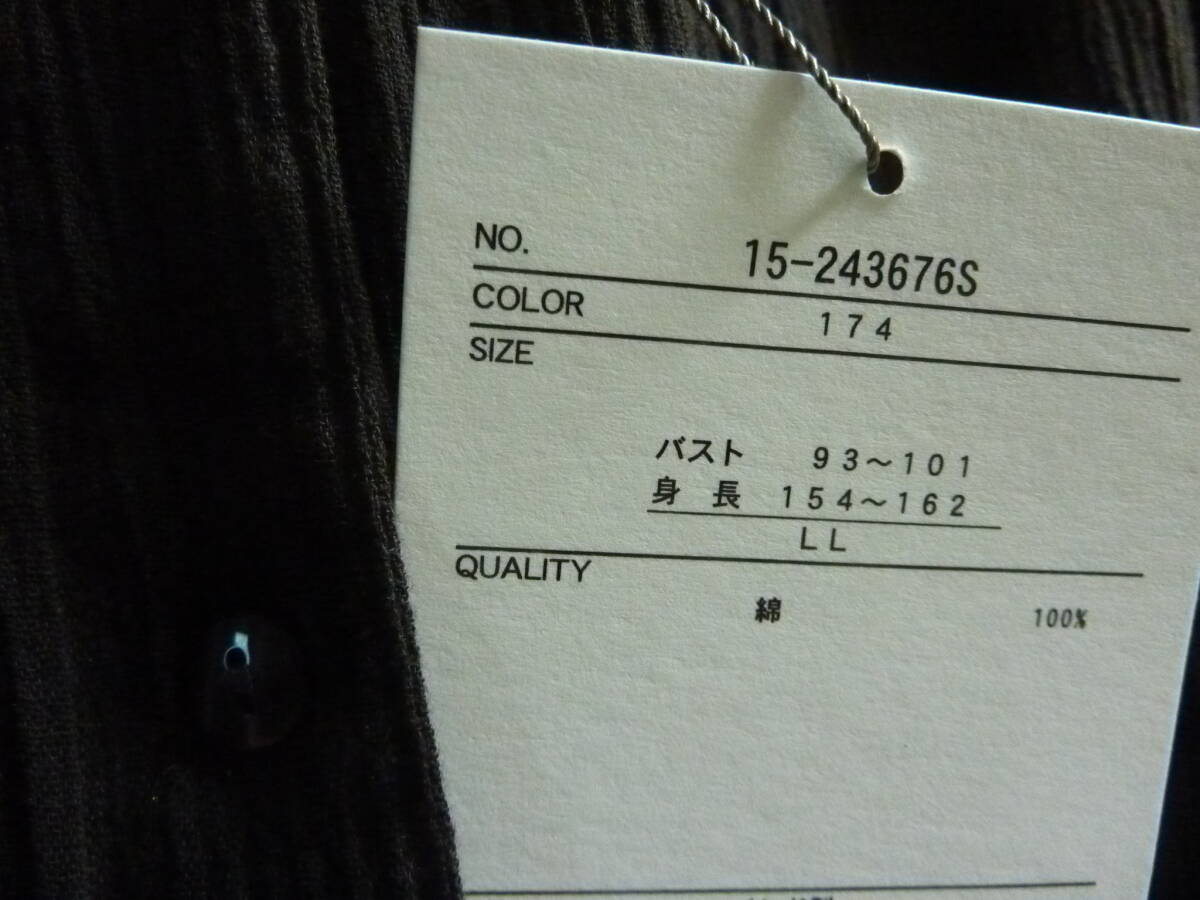 NO. 15-243676S
COLOR 174
SIZE
バスト 93～101
身長 154～162
LL
QUALITY
綿 100%